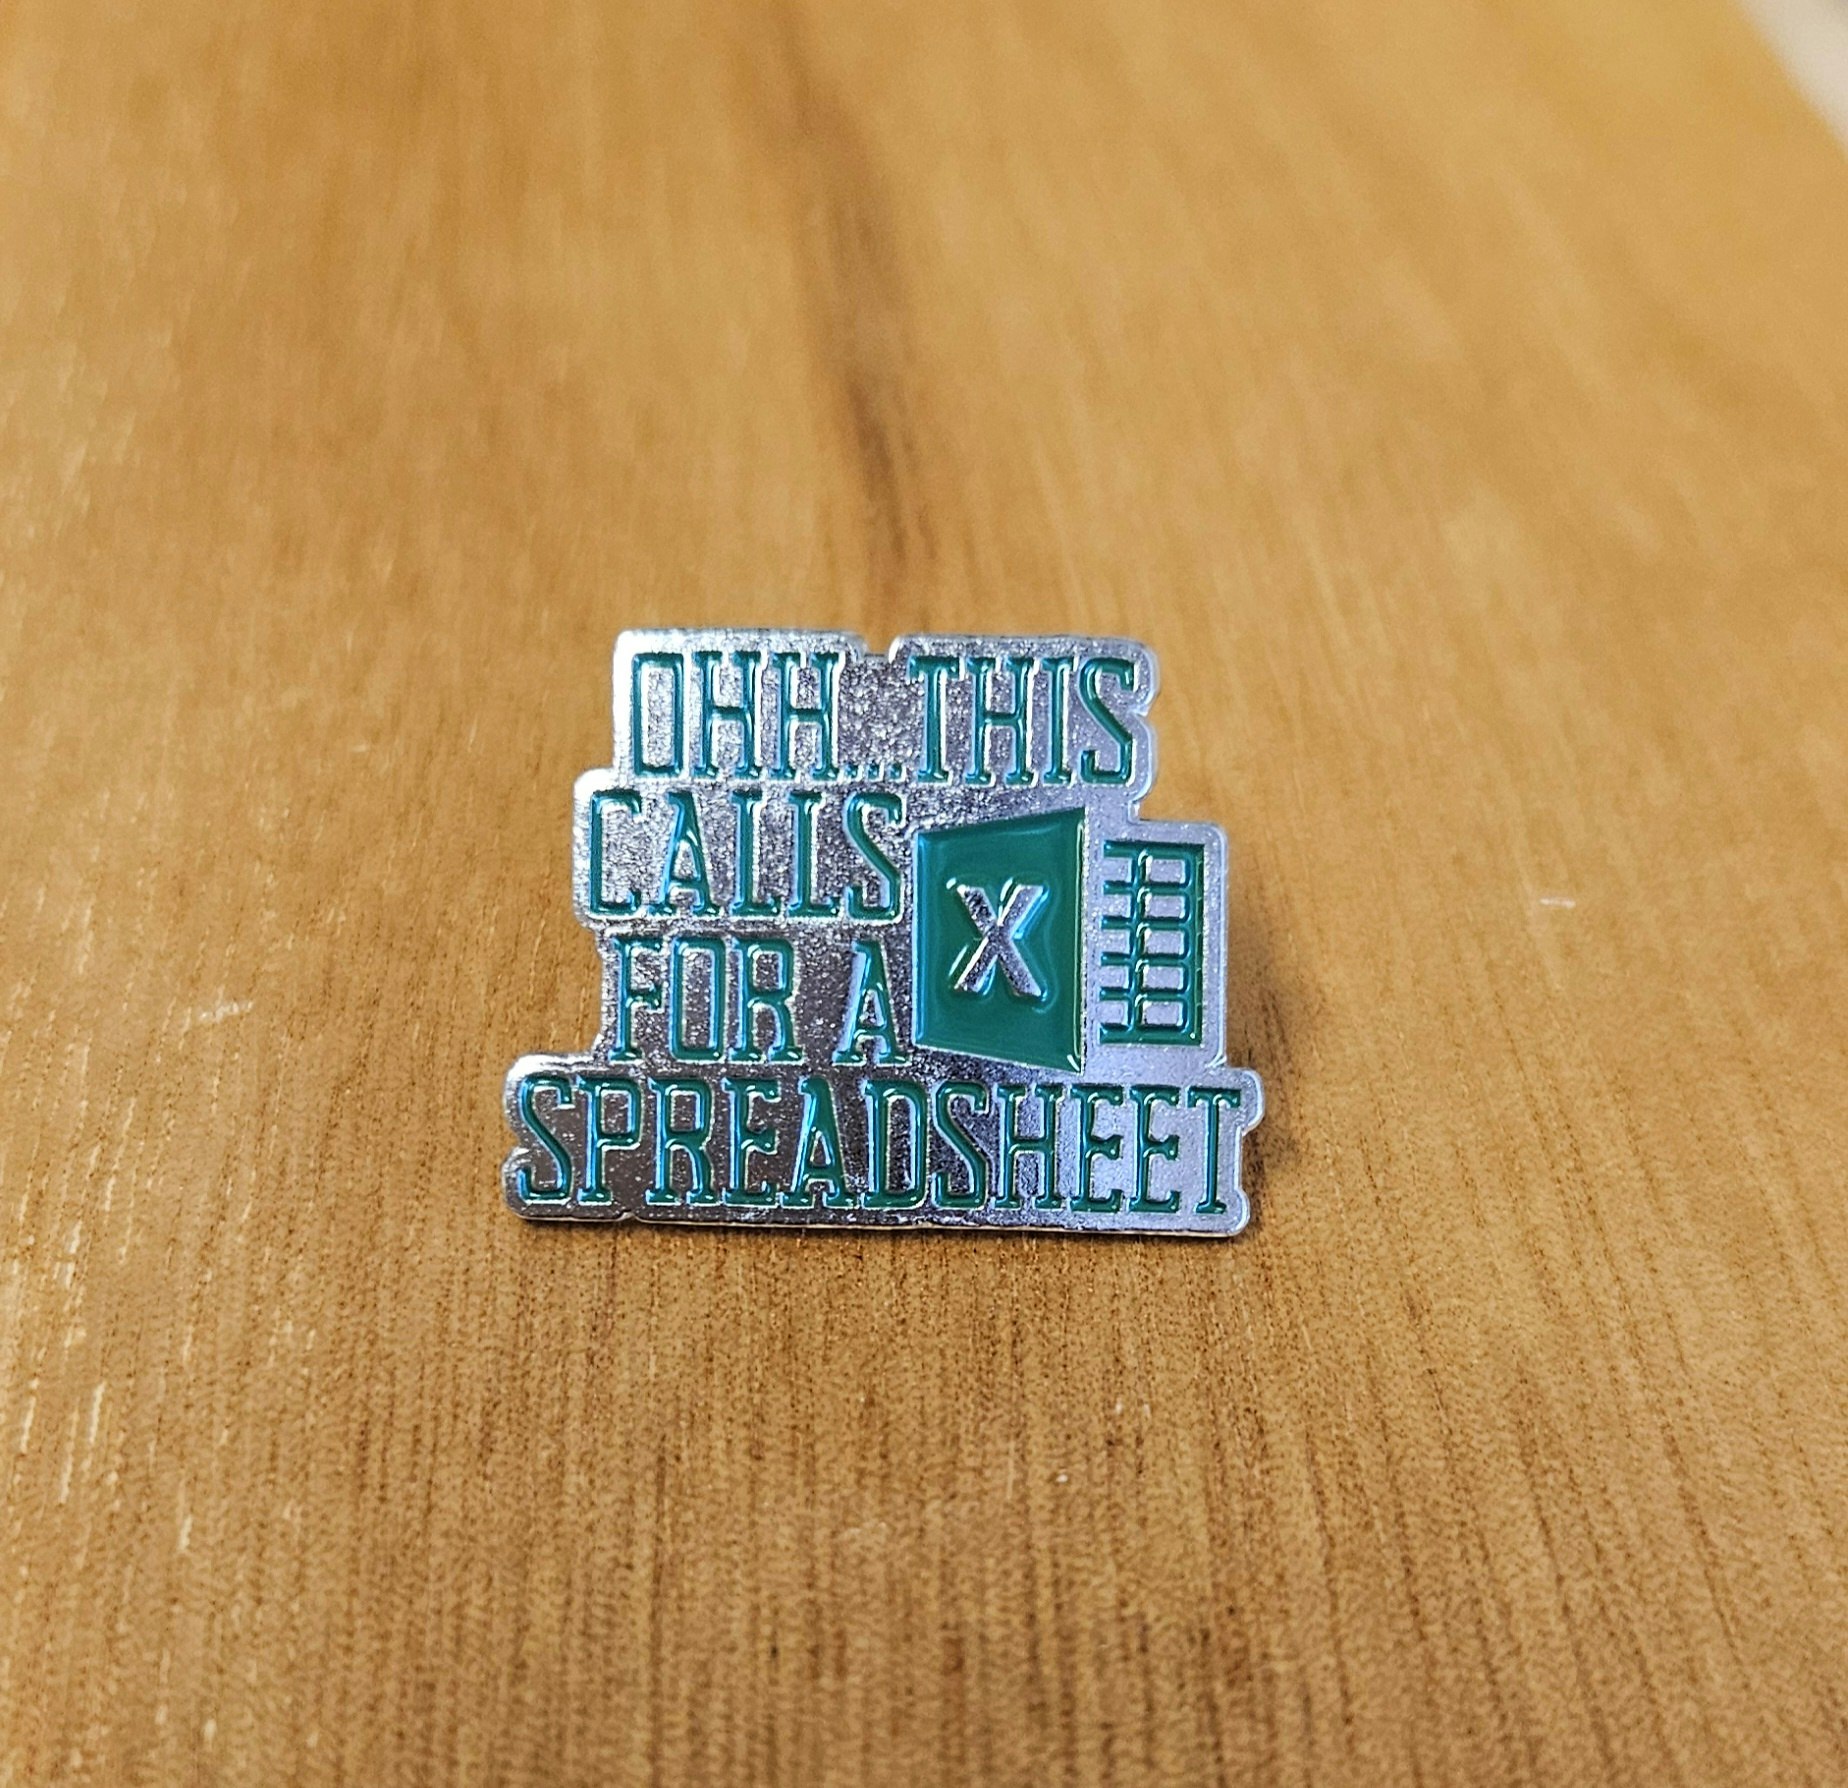 OHH...THIS
CALLS
FOR A
X
SPREADSHEET